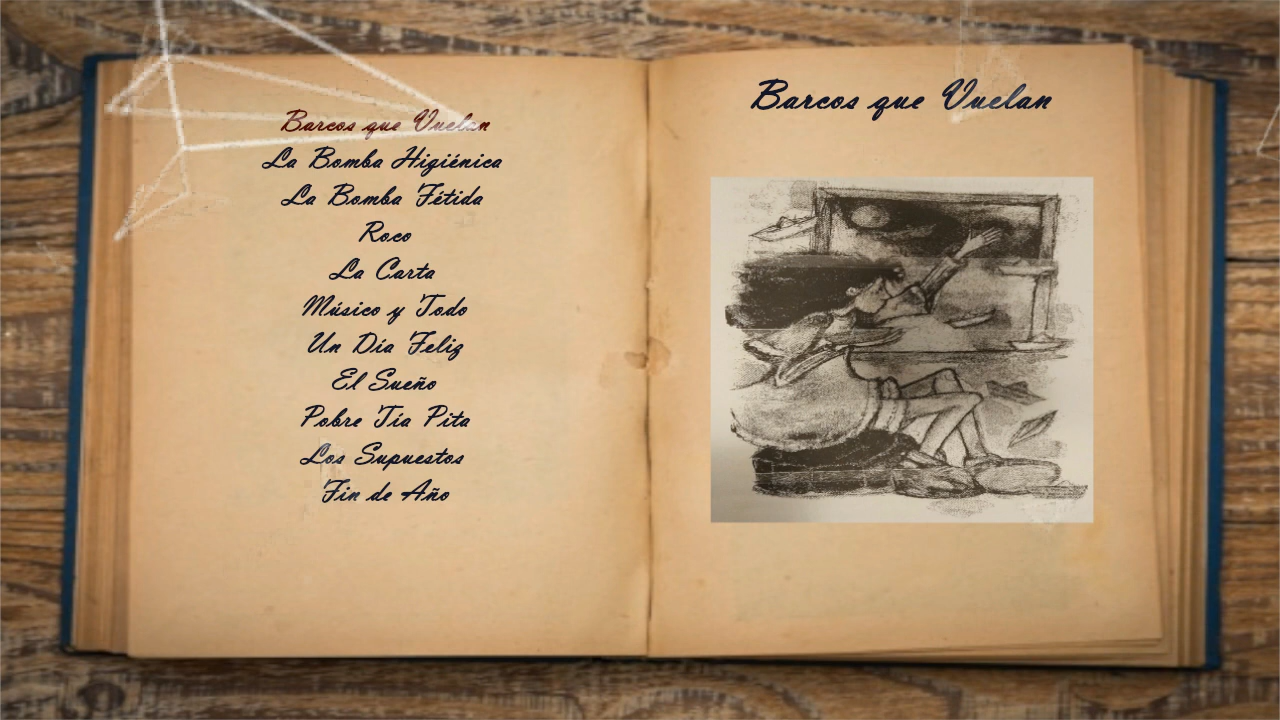 Barcos que Vuelan
La Bomba Higiénica
La Bomba Fétida
Roco
La Carta
Músico y Todo
Un Día Feliz
El Sueño
Pobre Tía Pita
Los Supuestos
Fin de Año
Barcos que Vuelan